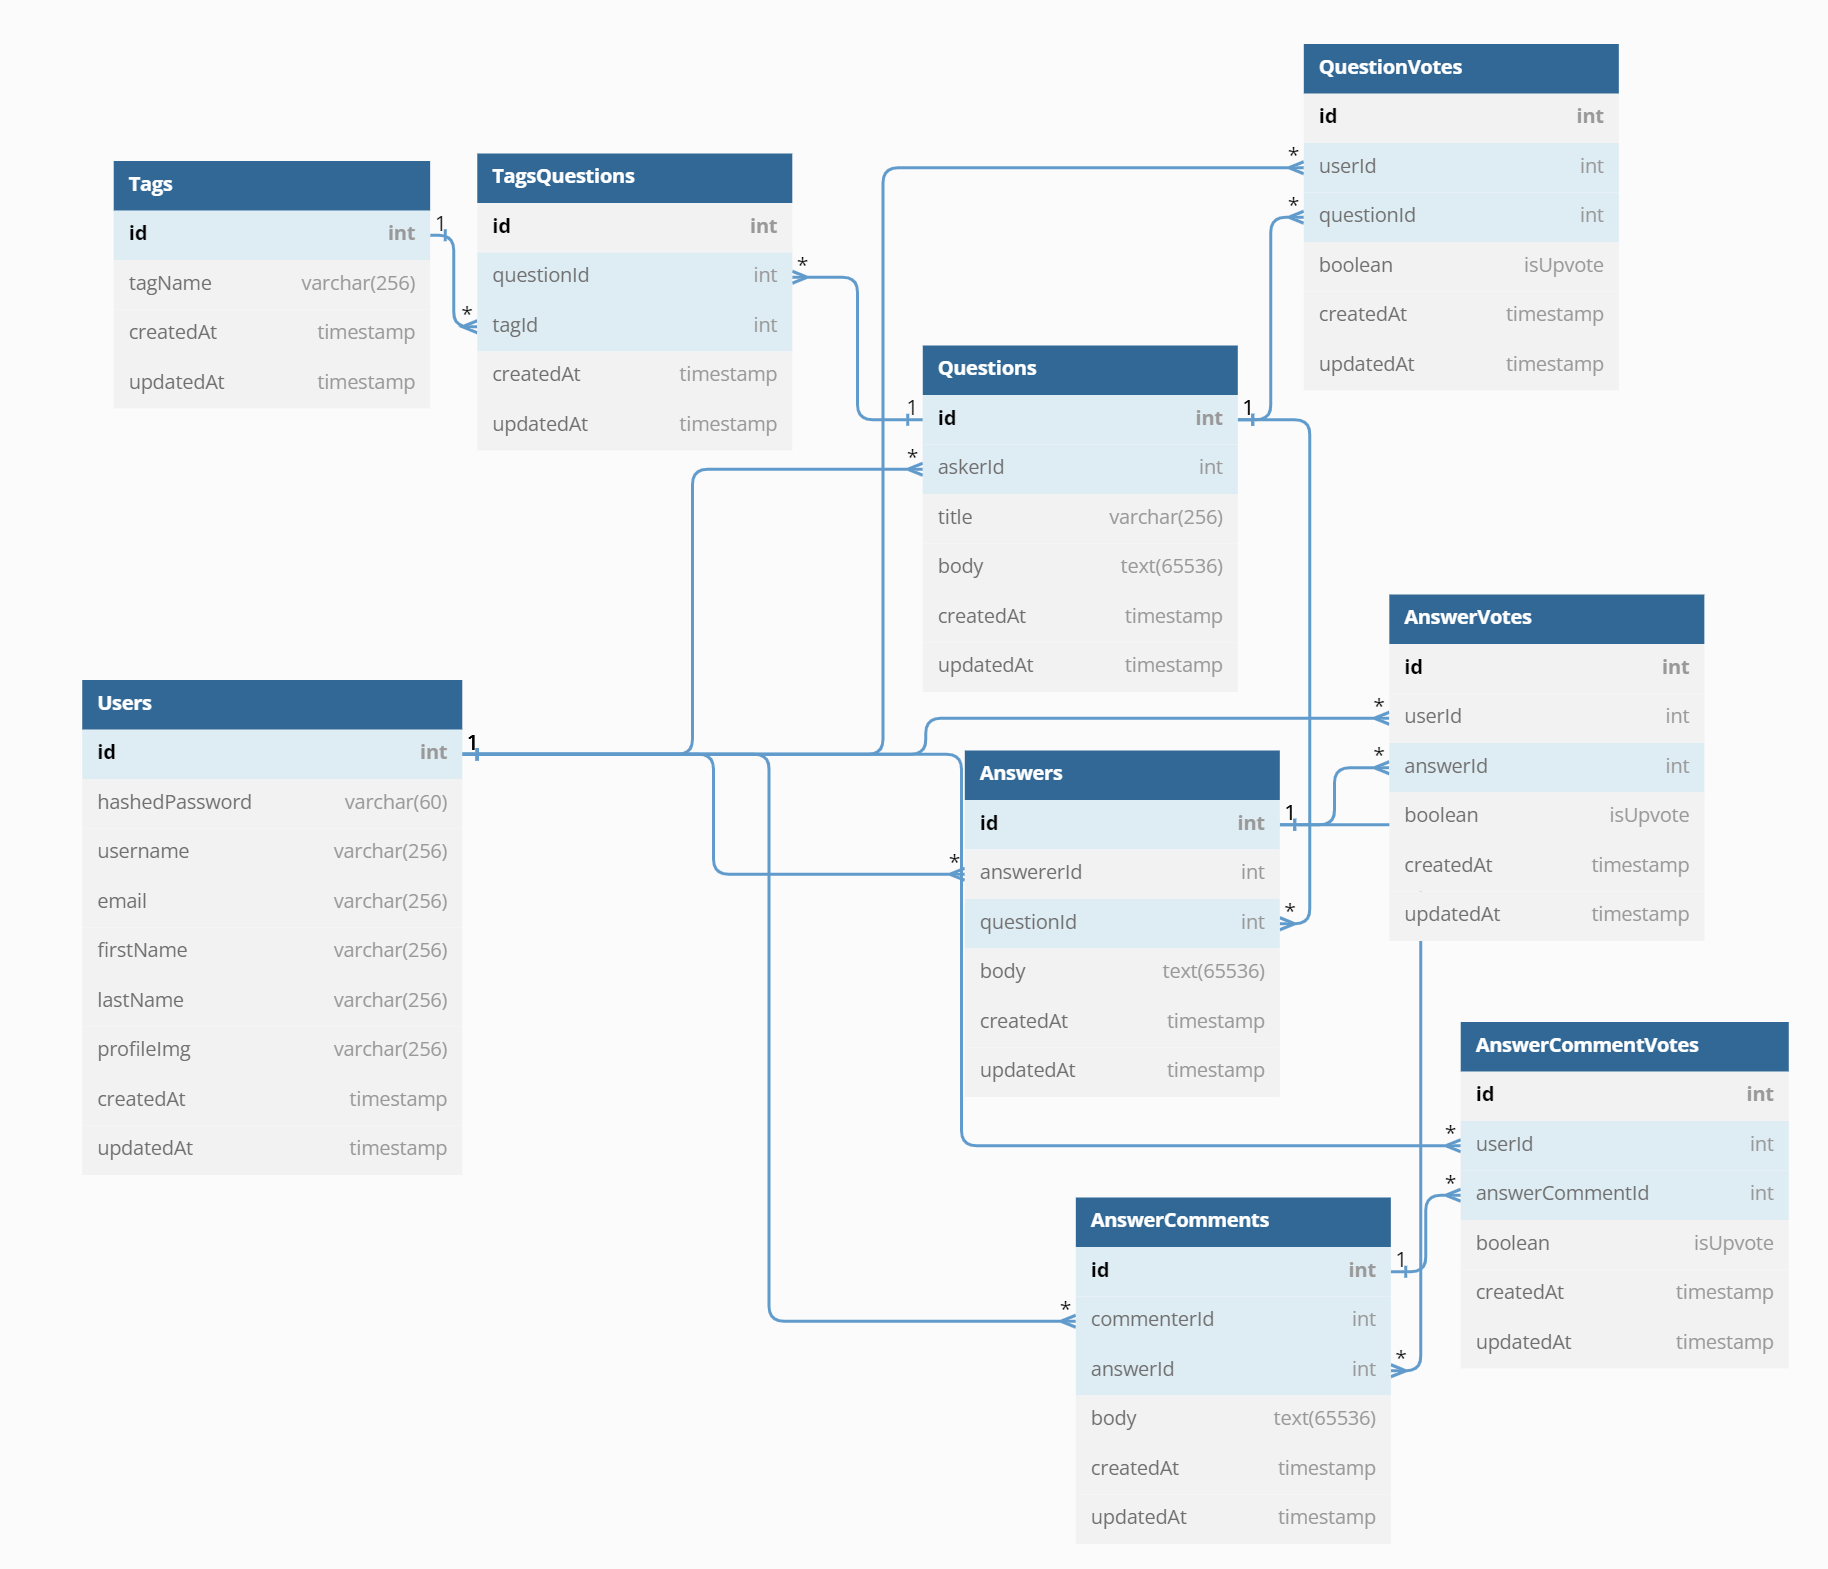 QuestionVotes
id int
userId int
questionId int
boolean isUpvote
createdAt timestamp
updatedAt timestamp
*
*
Tags
id int
tagName varchar(256)
createdAt timestamp
updatedAt timestamp
1
*
TagsQuestions
id int
questionId int
tagId int
createdAt timestamp
updatedAt timestamp
*
1
*
Questions
id int
askerId int
title varchar(256)
body text(65536)
createdAt timestamp
updatedAt timestamp
1
Users
id int
hashedPassword varchar(60)
username varchar(256)
email varchar(256)
firstName varchar(256)
lastName varchar(256)
profileImg varchar(256)
createdAt timestamp
updatedAt timestamp
1
*
Answers
id int
answererId int
questionId int
body text(65536)
createdAt timestamp
updatedAt timestamp
1
*
*
*
AnswerVotes
id int
userId int
answerId int
boolean isUpvote
createdAt timestamp
updatedAt timestamp
*
*
AnswerCommentVotes
id int
userId int
answerCommentId int
boolean isUpvote
createdAt timestamp
updatedAt timestamp
*
AnswerComments
id int
commenterId int
answerId int
body text(65536)
createdAt timestamp
updatedAt timestamp
1
*